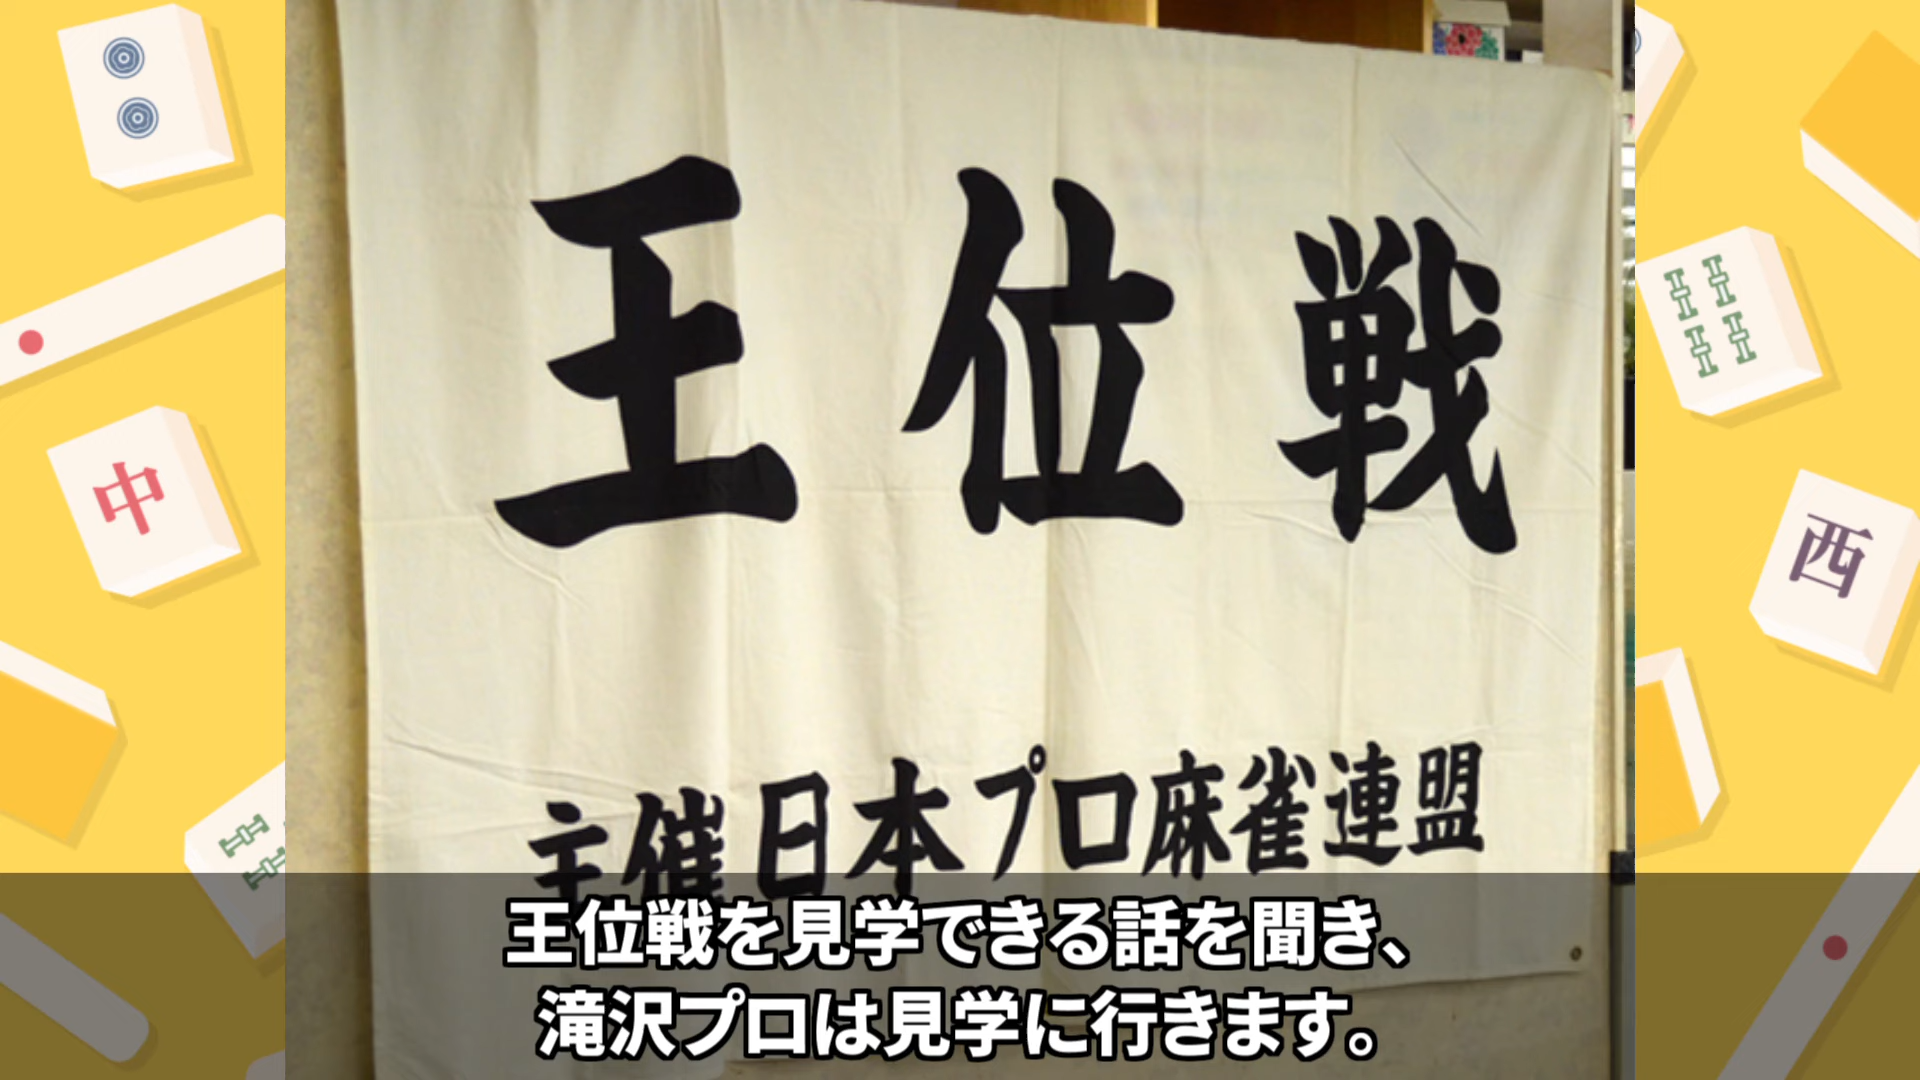 王位戦
主催日本プロ麻雀連盟
中
西
王位戦を見学できる話を聞き、
滝沢プロは見学に行きます。